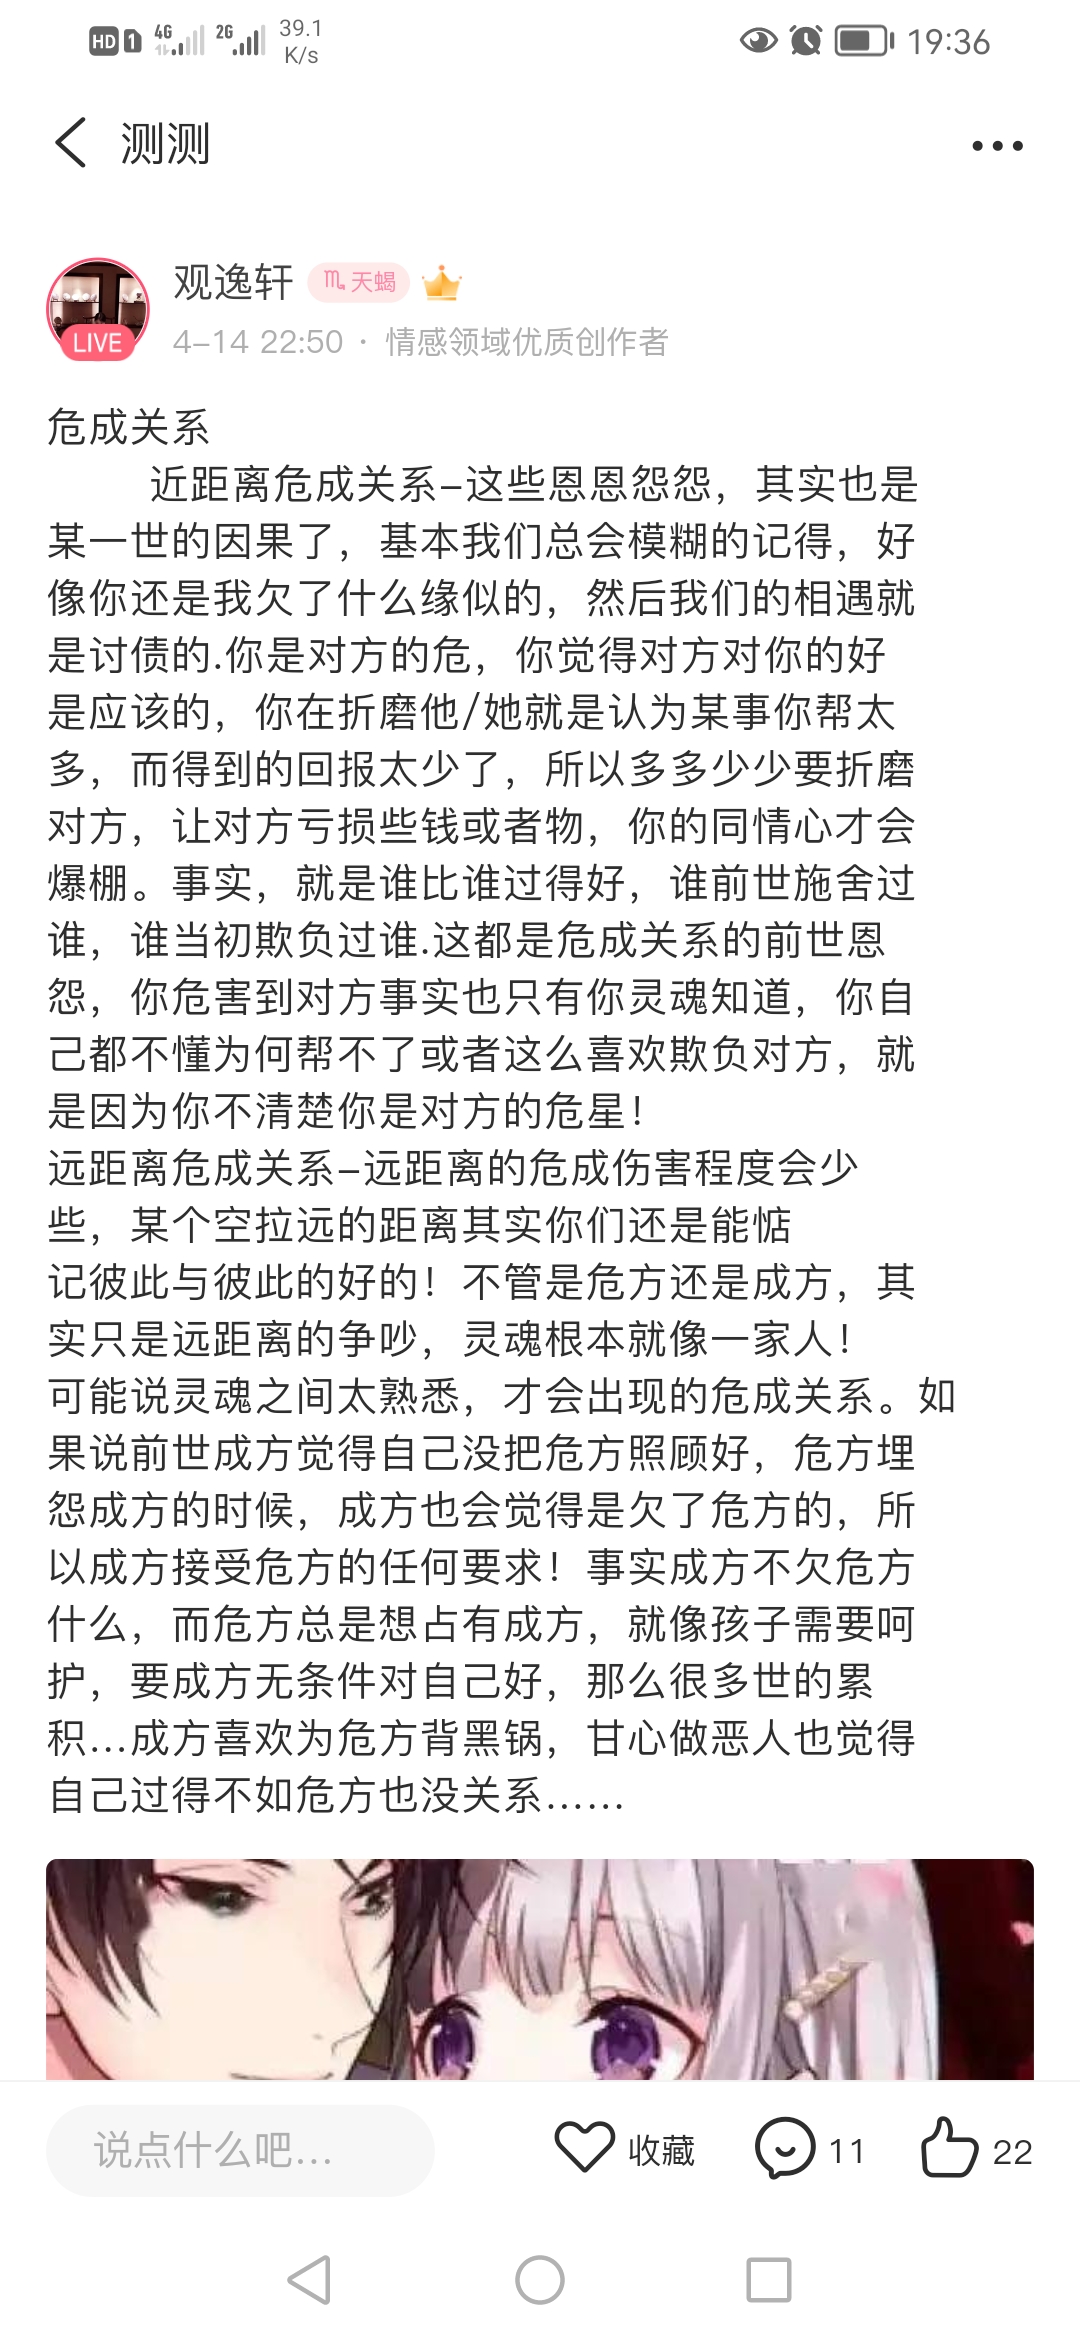 HD 1 4G 2G 39.1 K/s 19:36
测测
观逸轩 天蝎
LIVE
4-14 22:50 · 情感领域优质创作者
危成关系
近距离危成关系-这些恩恩怨怨，其实也是
某一世的因果了，基本我们总会模糊的记得，好
像你还是我欠了什么缘似的，然后我们的相遇就
是讨债的.你是对方的危，你觉得对方对你的好
是应该的，你在折磨他/她就是认为某事你帮太
多，而得到的回报太少了，所以多多少少要折磨
对方，让对方亏损些钱或者物，你的同情心才会
爆棚。事实，就是谁比谁过得好，谁前世施舍过
谁，谁当初欺负过谁.这都是危成关系的前世恩
怨，你危害到对方事实也只有你灵魂知道，你自
己都不懂为何帮不了或者这么喜欢欺负对方，就
是因为你不清楚你是对方的危星！
远距离危成关系-远距离的危成伤害程度会少
些，某个空拉远的距离其实你们还是能惦
记彼此与彼此的好的！不管是危方还是成方，其
实只是远距离的争吵，灵魂根本就像一家人！
可能说灵魂之间太熟悉，才会出现的危成关系。如
果说前世成方觉得自己没把危方照顾好，危方埋
怨成方的时候，成方也会觉得是欠了危方的，所
以成方接受危方的任何要求！事实成方不欠危方
什么，而危方总是想占有成方，就像孩子需要呵
护，要成方无条件对自己好，那么很多世的累
积...成方喜欢为危方背黑锅，甘心做恶人也觉得
自己过得不如危方也没关系......
说点什么吧... 收藏 11 22